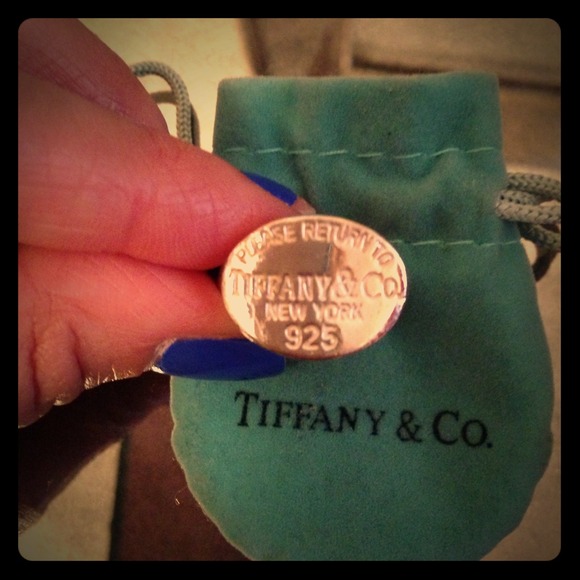 PLEASE RETURN TO
TIFFANY & CO.
NEW YORK
925
TIFFANY & CO.